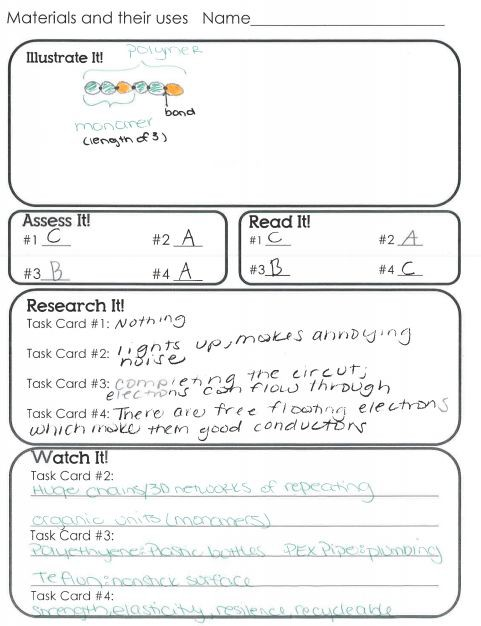 Materials and their uses Name
Illustrate It!
polymer
bond
monomer
(length of 3)
Assess It!
#1 C #2 A
#3 B #4 A
Read It!
#1 C #2 A
#3 B #4 C
Research It!
Task Card #1: Nothing
Task Card #2: lights up, makes annoying
noise
Task Card #3: completing the circut;
electrons can flow through
Task Card #4: There are free floating electrons
which make them good conductors
Watch It!
Task Card #2:
Huge chains/3D networks of repeating
organic units (monomers)
Task Card #3:
Polyethyene: Plastic bottles PEX Pipe: plumbing
Teflon: nonstick surface
Task Card #4:
strength, elasticity, resilence, recycleable